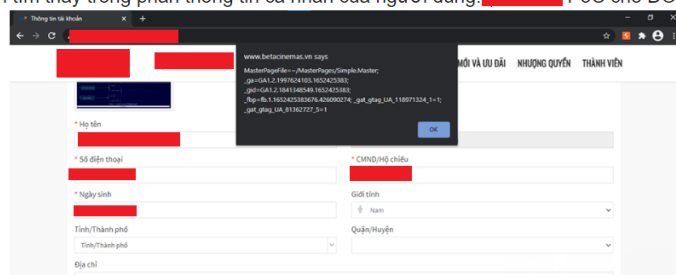 tìm thấy trong phần thông tin cá nhân của người dùng.
Thông tin tài khoản
www.betacinemas.vn says
MasterPageFile=~/MasterPages/Simple.Master;
_ga=GA1.2.1997624103.1652425383;
_gid=GA1.2.1841348549.1652425383;
_fbp=fb.1.1652425383676.426090274; _gat_gtag_UA_118971324_1=1;
_gat_gtag_UA_81362727_5=1
OK
MỚI VÀ ƯU ĐÃI NHƯỢNG QUYỀN THÀNH VIÊN
* Họ tên
* Số điện thoại
* CMND/Hộ chiếu
* Ngày sinh
Giới tính
Nam
Tỉnh/Thành phố
Quận/Huyện
Tỉnh/Thành phố
Địa chỉ